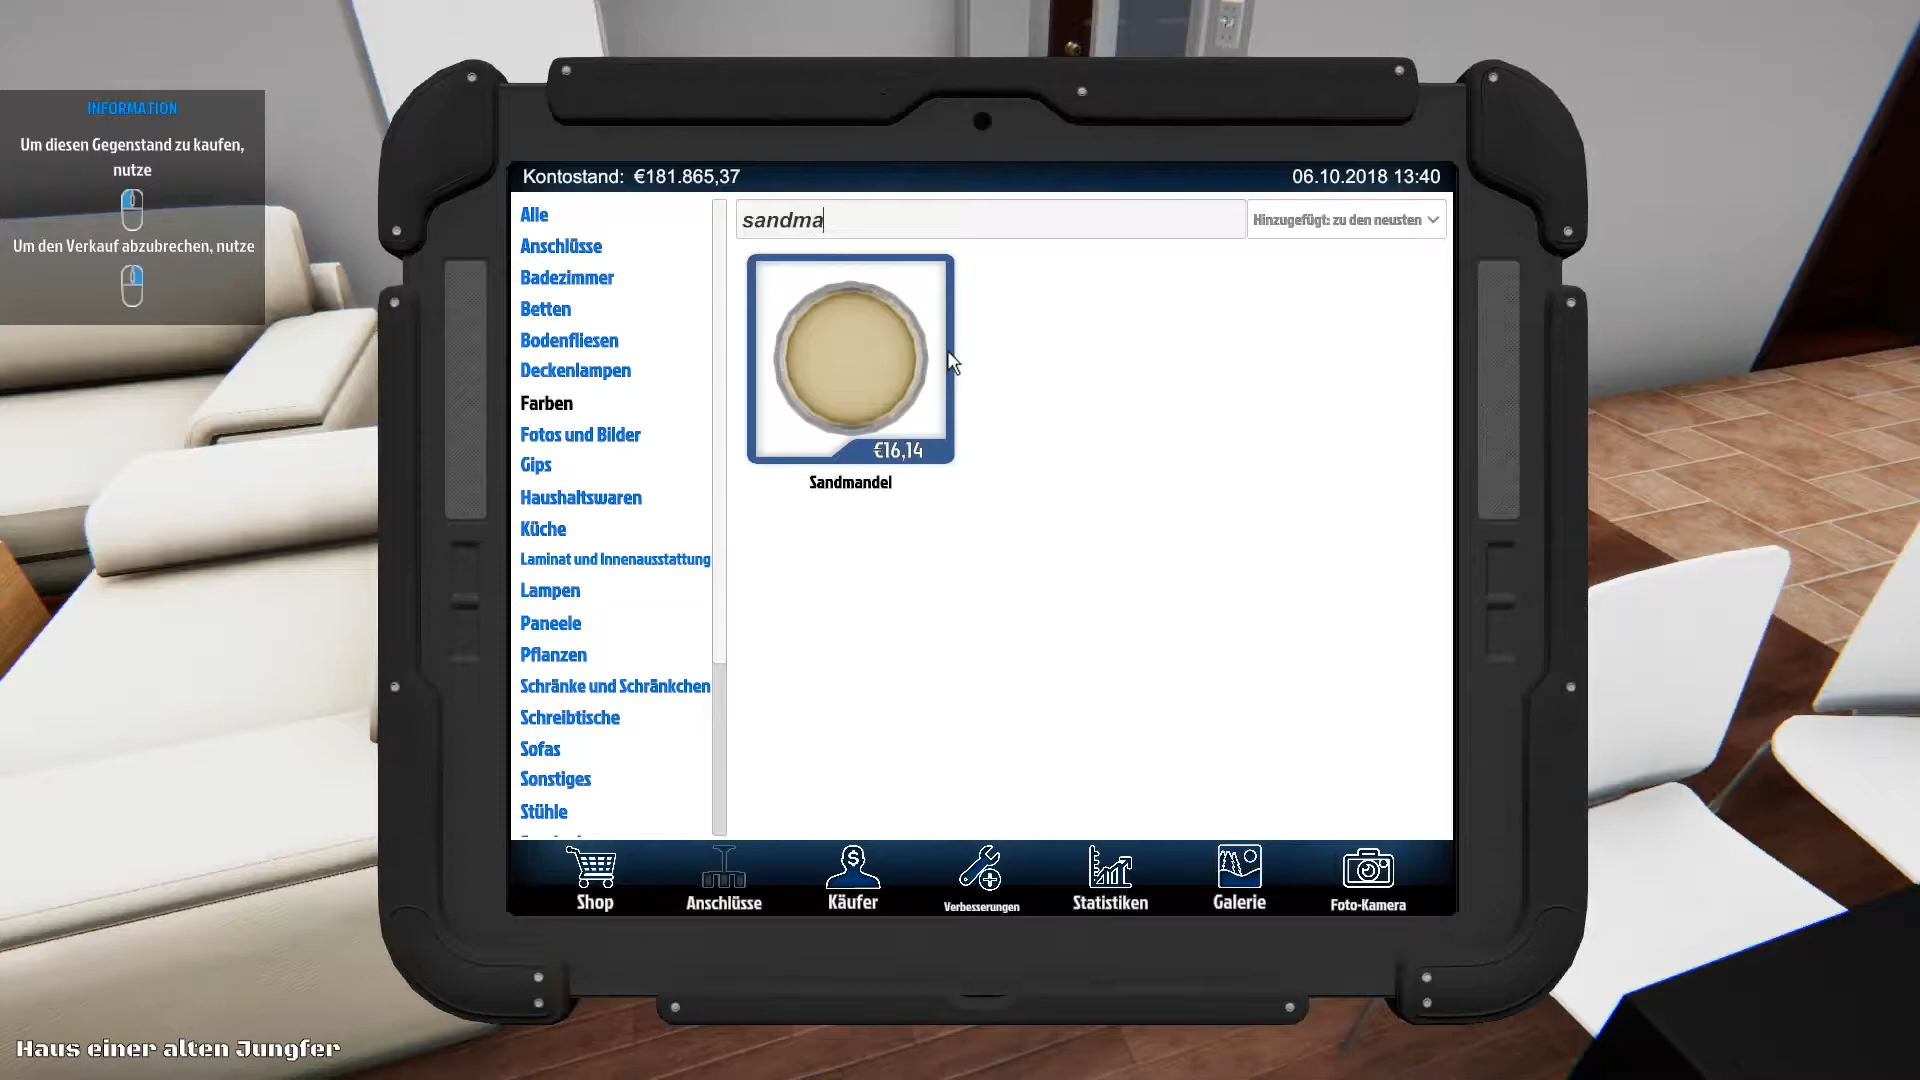 INFORMATION
Um diesen Gegenstand zu kaufen,
nutze
Um den Verkauf abzubrechen, nutze
Kontostand: €181.865,37
06.10.2018 13:40
Alle
Anschlüsse
Badezimmer
Betten
Bodenfliesen
Deckenlampen
Farben
Fotos und Bilder
Gips
Haushaltswaren
Küche
Laminat und Innenausstattung
Lampen
Paneele
Pflanzen
Schränke und Schränkchen
Schreibtische
Sofas
Sonstiges
Stühle
sandma
Hinzugefügt: zu den neusten
€16,14
Sandmandel
Shop
Anschlüsse
Käufer
Verbesserungen
Statistiken
Galerie
Foto-Kamera
Haus einer alten Jungfer